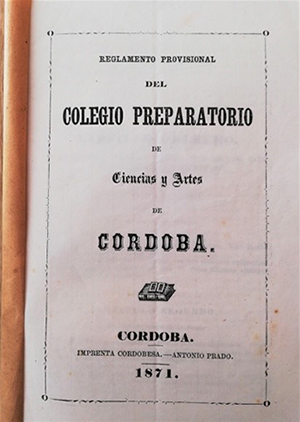 REGLAMENTO PROVISIONAL
DEL
COLEGIO PREPARATORIO
DE
Ciencias y Artes
DE
CORDOBA.
CORDOBA.
IMPRENTA CORDOBESA.—ANTONIO PRADO.
1871.